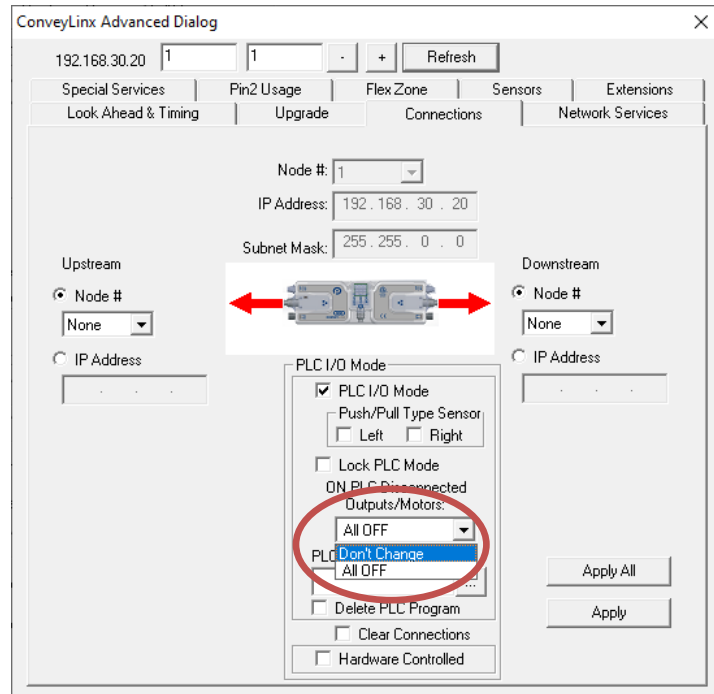 ConveyLinx Advanced Dialog
192.168.30.20 1 1 - + Refresh
Special Services Pin2 Usage Flex Zone Sensors Extensions
Look Ahead & Timing Upgrade Connections Network Services
Node #: 1
IP Address: 192 . 168 . 30 . 20
Subnet Mask: 255 . 255 . 0 . 0
Upstream
Node #
None
IP Address
. . .
Downstream
Node #
None
IP Address
. . .
PLC I/O Mode
PLC I/O Mode
Push/Pull Type Sensor
Left Right
Lock PLC Mode
ON PLC Disconnected
Outputs/Motors:
All OFF
Don't Change
All OFF
...
Delete PLC Program
Clear Connections
Hardware Controlled
Apply All
Apply